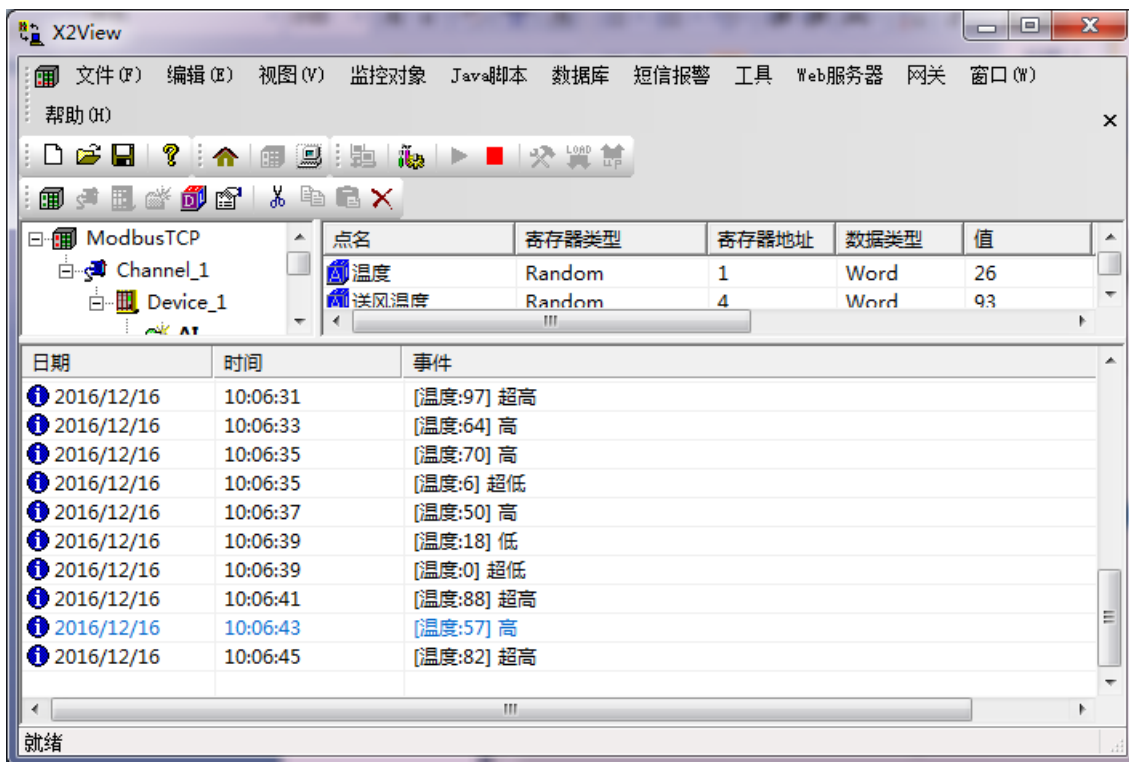 X2View
文件(F) 编辑(E) 视图(V) 监控对象 Java脚本 数据库 短信报警 工具 Web服务器 网关 窗口(W)
帮助(H)
LOAD UP
D
ModbusTCP
Channel_1
Device_1
AI
点名 寄存器类型 寄存器地址 数据类型 值
温度 Random 1 Word 26
送风温度 Random 4 Word 93
日期 时间 事件
2016/12/16 10:06:31 [温度:97] 超高
2016/12/16 10:06:33 [温度:64] 高
2016/12/16 10:06:35 [温度:70] 高
2016/12/16 10:06:35 [温度:6] 超低
2016/12/16 10:06:37 [温度:50] 高
2016/12/16 10:06:39 [温度:18] 低
2016/12/16 10:06:39 [温度:0] 超低
2016/12/16 10:06:41 [温度:88] 超高
2016/12/16 10:06:43 [温度:57] 高
2016/12/16 10:06:45 [温度:82] 超高
就绪